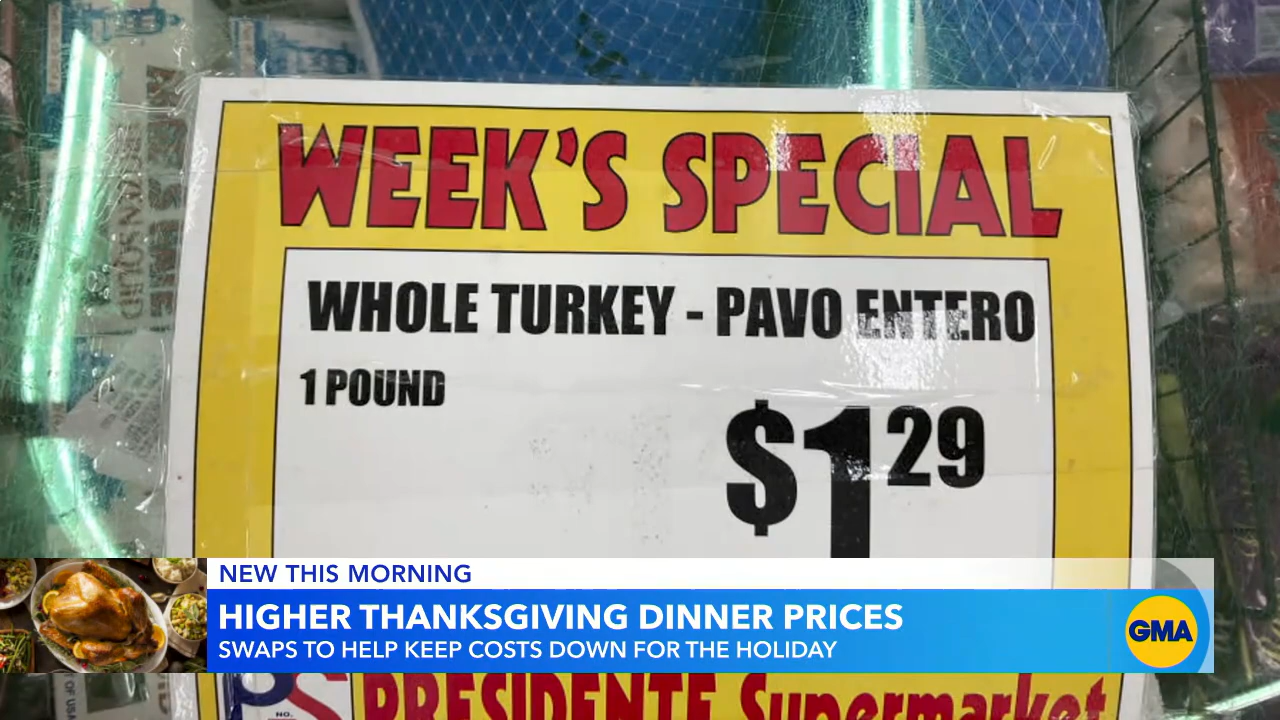 WEEK'S SPECIAL
WHOLE TURKEY - PAVO ENTERO
1 POUND
$1 29
NEW THIS MORNING
HIGHER THANKSGIVING DINNER PRICES
SWAPS TO HELP KEEP COSTS DOWN FOR THE HOLIDAY
GMA
NO.
PRESIDENTE Supermarket